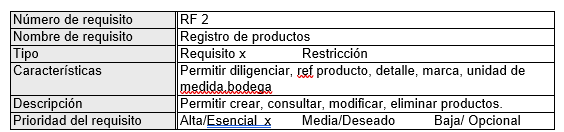 Número de requisito RF 2
Nombre de requisito Registro de productos
Tipo Requisito x Restricción
Características Permitir diligenciar, ref producto, detalle, marca, unidad de
medida,bodega
Descripción Permitir crear, consultar, modificar, eliminar productos.
Prioridad del requisito Alta/Esencial x Media/Deseado Baja/ Opcional